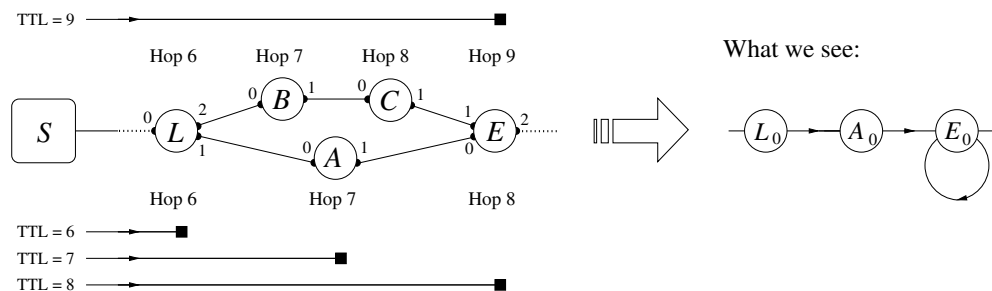 TTL = 9
Hop 6 Hop 7 Hop 8 Hop 9
What we see:
S 0 L 2 1 0 B 1 0 C 1 1 E 2 0
0 A 1
L0 A0 E0
Hop 6 Hop 7 Hop 8
TTL = 6
TTL = 7
TTL = 8